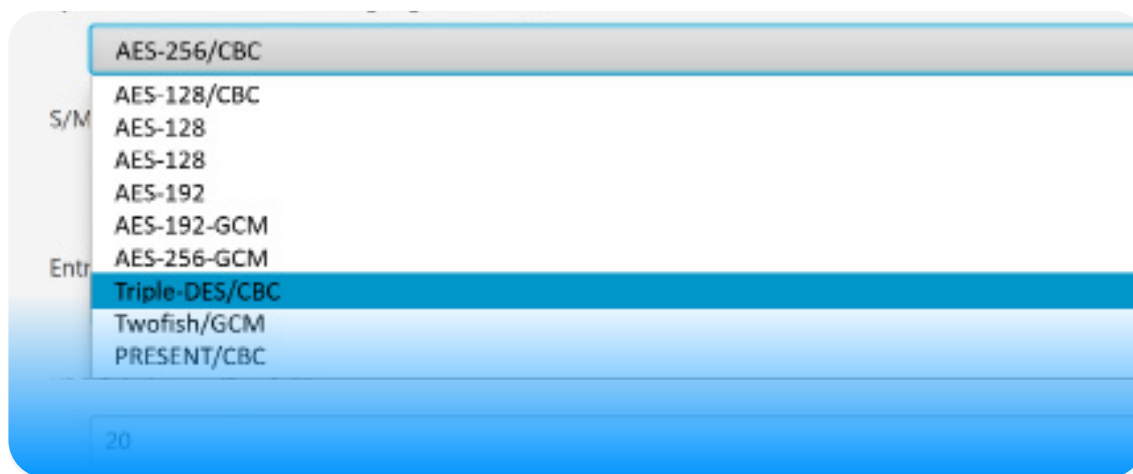 AES-256/CBC
AES-128/CBC
S/M
AES-128
AES-128
AES-192
AES-192-GCM
AES-256-GCM
Entr
Triple-DES/CBC
Twofish/GCM
PRESENT/CBC
20